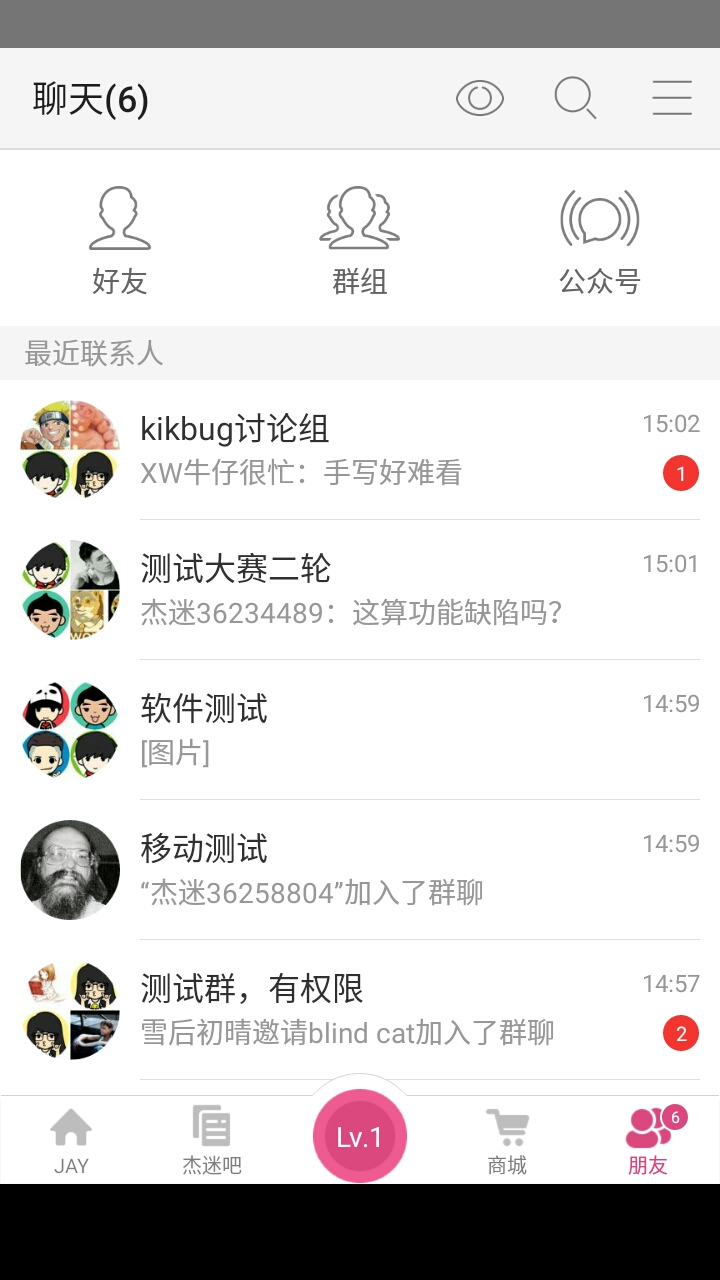 聊天(6)
好友
群组
公众号
最近联系人
kikbug讨论组
15:02
XW牛仔很忙：手写好难看
1
测试大赛二轮
15:01
杰迷36234489：这算功能缺陷吗？
软件测试
14:59
[图片]
移动测试
14:59
“杰迷36258804”加入了群聊
测试群，有权限
14:57
雪后初晴邀请blind cat加入了群聊
2
JAY
杰迷吧
Lv.1
商城
6
朋友